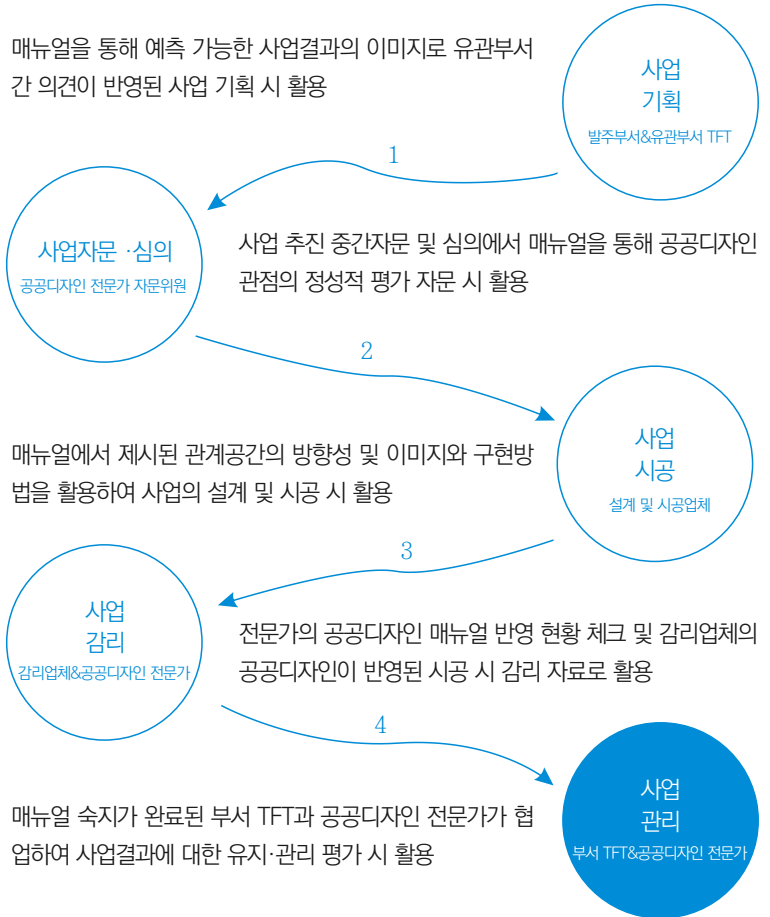 매뉴얼을 통해 예측 가능한 사업결과의 이미지로 유관부서
간 의견이 반영된 사업 기획 시 활용
사업
기획
발주부서&유관부서 TFT
1
사업자문 ·심의
공공디자인 전문가 자문위원
사업 추진 중간자문 및 심의에서 매뉴얼을 통해 공공디자인
관점의 정성적 평가 자문 시 활용
2
매뉴얼에서 제시된 관계공간의 방향성 및 이미지와 구현방
법을 활용하여 사업의 설계 및 시공 시 활용
사업
시공
설계 및 시공업체
3
사업
감리
감리업체&공공디자인 전문가
전문가의 공공디자인 매뉴얼 반영 현황 체크 및 감리업체의
공공디자인이 반영된 시공 시 감리 자료로 활용
4
매뉴얼 숙지가 완료된 부서 TFT과 공공디자인 전문가가 협
업하여 사업결과에 대한 유지·관리 평가 시 활용
사업
관리
부서 TFT&공공디자인 전문가